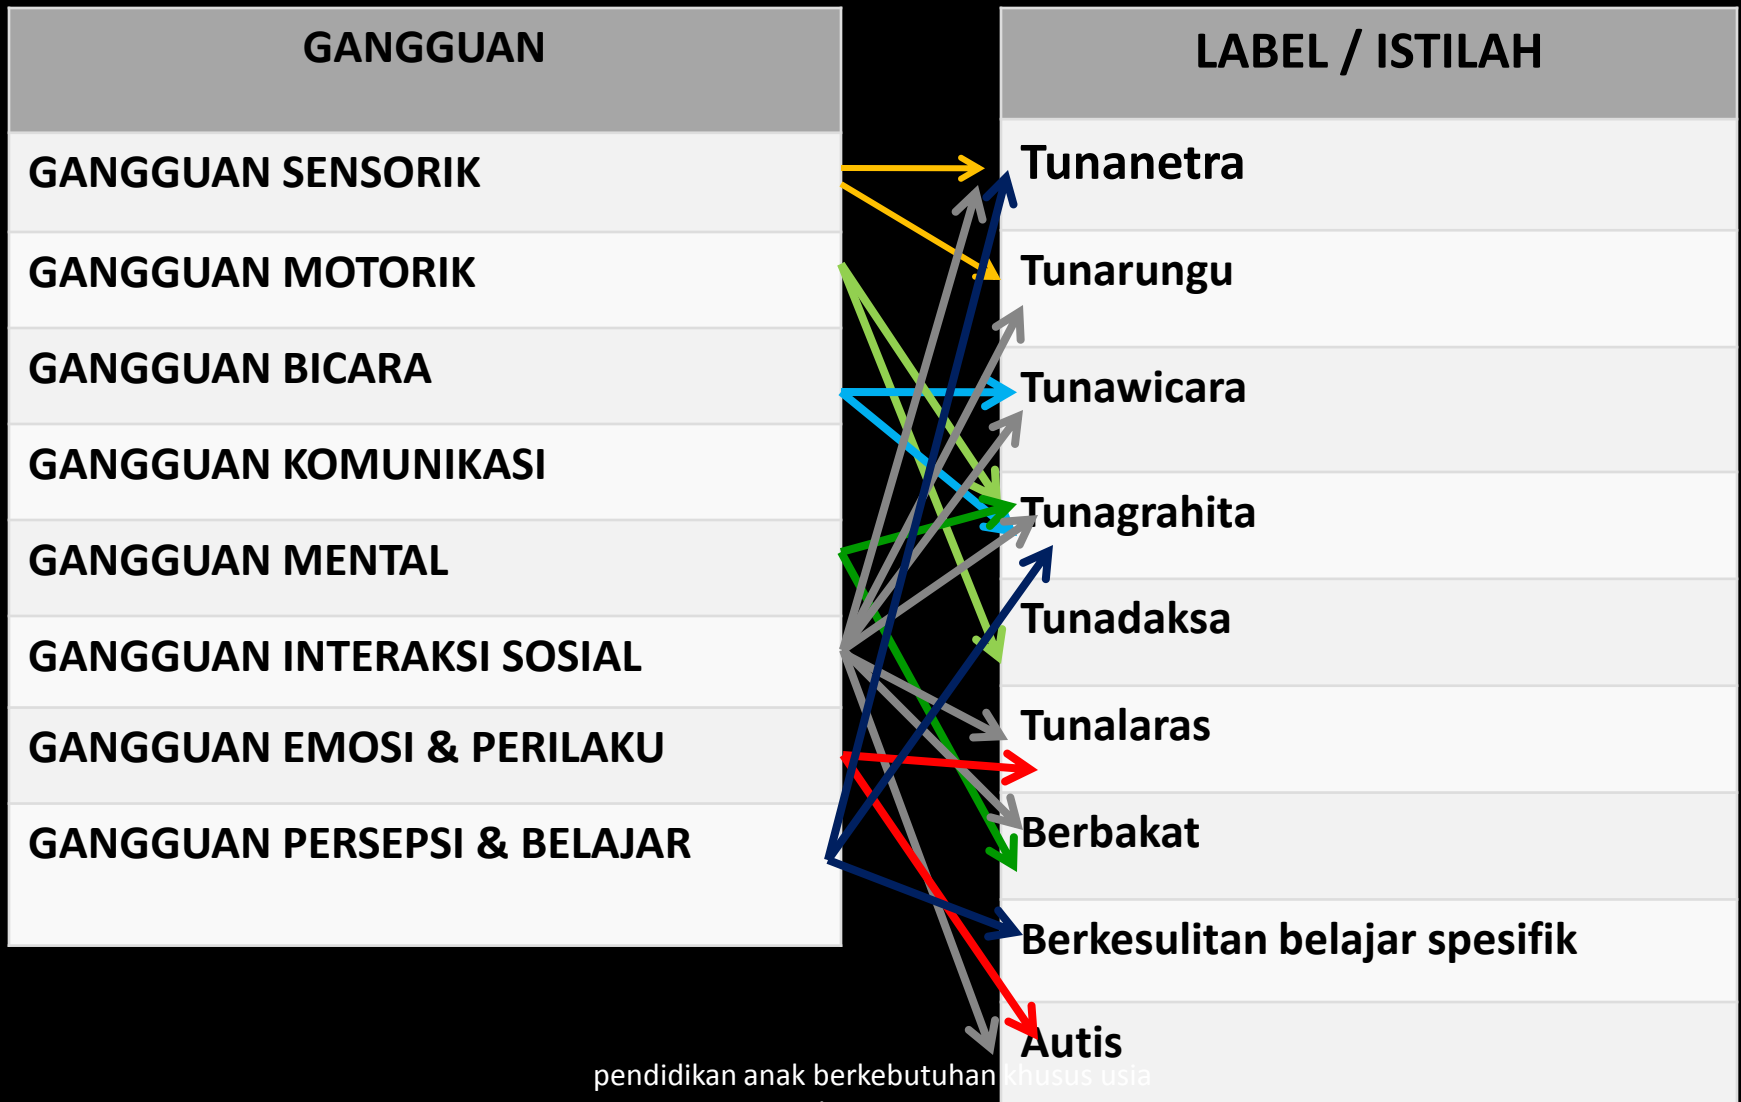 GANGGUAN
GANGGUAN SENSORIK
GANGGUAN MOTORIK
GANGGUAN BICARA
GANGGUAN KOMUNIKASI
GANGGUAN MENTAL
GANGGUAN INTERAKSI SOSIAL
GANGGUAN EMOSI & PERILAKU
GANGGUAN PERSEPSI & BELAJAR
LABEL / ISTILAH
Tunanetra
Tunarungu
Tunawicara
Tunagrahita
Tunadaksa
Tunalaras
Berbakat
Berkesulitan belajar spesifik
Autis
pendidikan anak berkebutuhan khusus usia